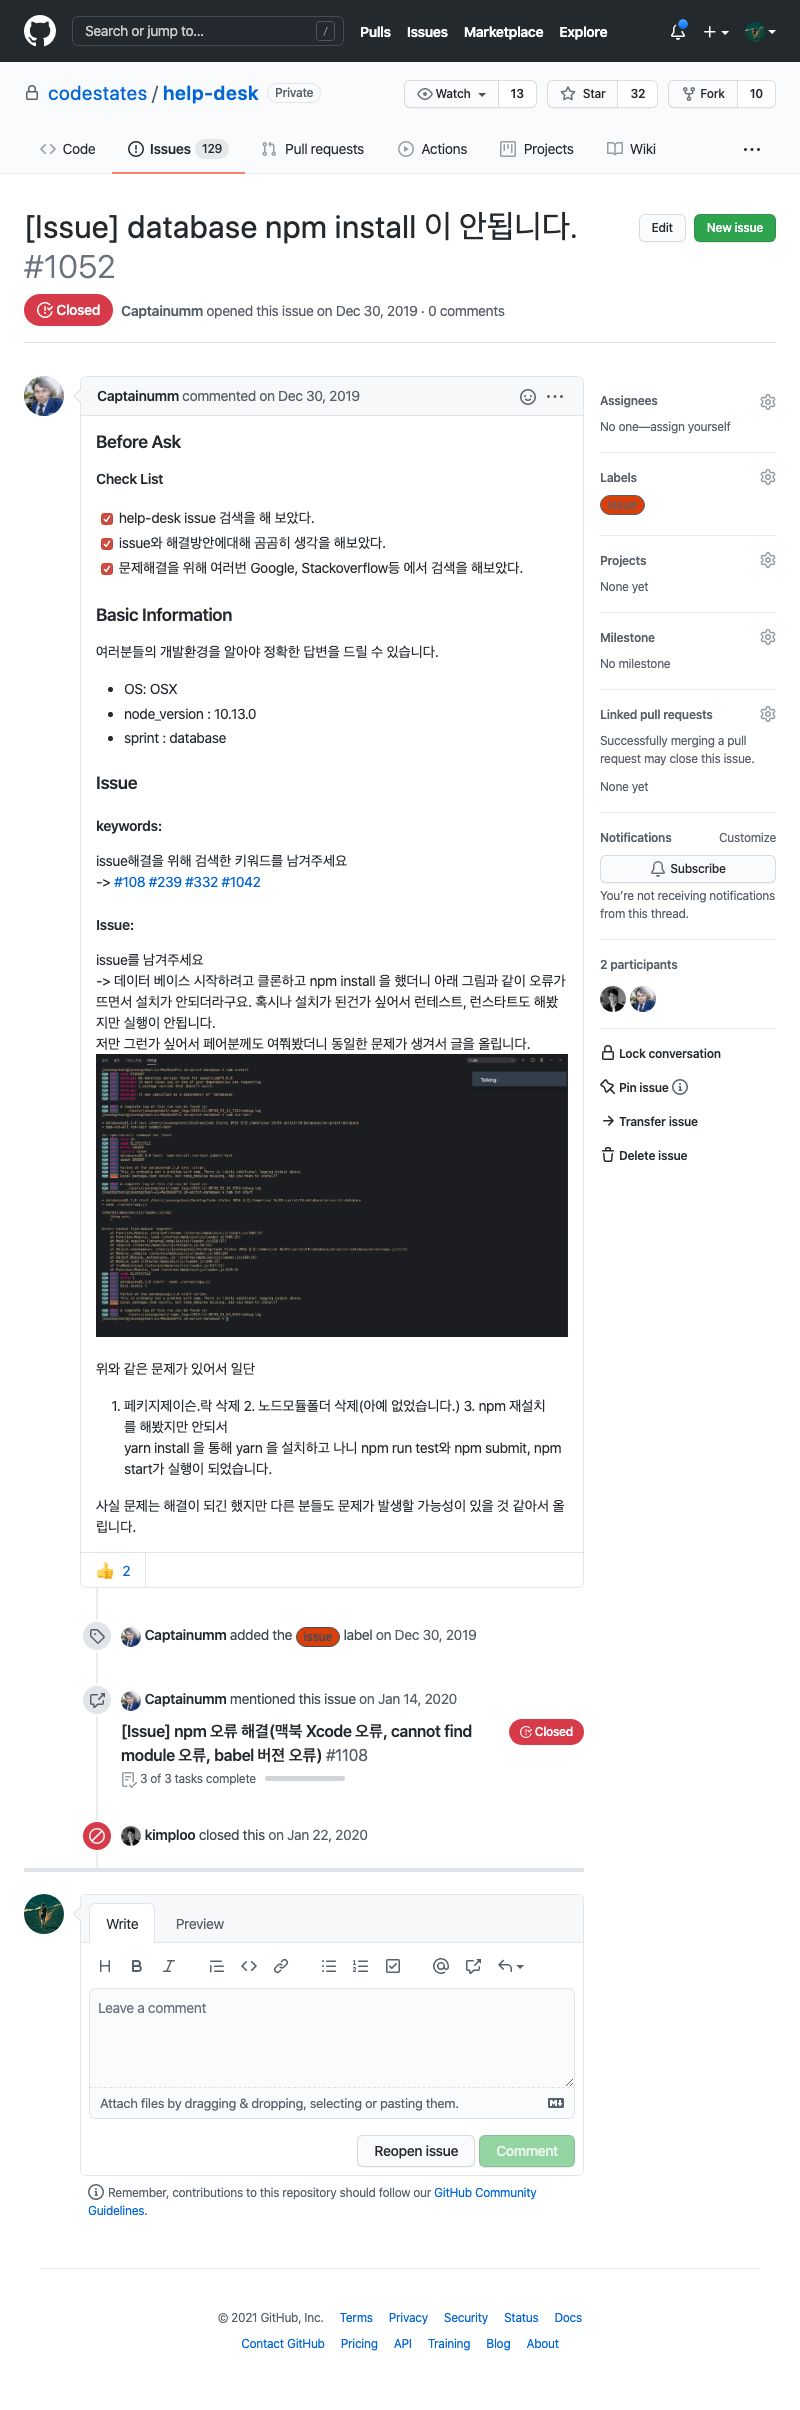 Search or jump to...
/
Pulls
Issues
Marketplace
Explore
codestates / help-desk
Private
Watch
13
Star
32
Fork
10
Code
Issues 129
Pull requests
Actions
Projects
Wiki
[Issue] database npm install 이 안됩니다.
#1052
Edit
New issue
Closed
Captainumm opened this issue on Dec 30, 2019 · 0 comments
Captainumm commented on Dec 30, 2019
Before Ask
Check List
help-desk issue 검색을 해 보았다.
issue와 해결방안에대해 곰곰히 생각을 해보았다.
문제해결을 위해 여러번 Google, Stackoverflow등 에서 검색을 해보았다.
Basic Information
여러분들의 개발환경을 알아야 정확한 답변을 드릴 수 있습니다.
OS: OSX
node_version : 10.13.0
sprint : database
Issue
keywords:
issue해결을 위해 검색한 키워드를 남겨주세요
-> #108 #239 #332 #1042
Issue:
issue를 남겨주세요
-> 데이터 베이스 시작하려고 클론하고 npm install 을 했더니 아래 그림과 같이 오류가
뜨면서 설치가 안되더라구요. 혹시나 설치가 된건가 싶어서 런테스트, 런스타트도 해봤
지만 실행이 안됩니다.
저만 그런가 싶어서 페어분께도 여쭤봤더니 동일한 문제가 생겨서 글을 올립니다.
위와 같은 문제가 있어서 일단
1. 페키지제이슨.락 삭제 2. 노드모듈폴더 삭제(아예 없었습니다.) 3. npm 재설치
를 해봤지만 안되서
yarn install 을 통해 yarn 을 설치하고 나니 npm run test와 npm submit, npm
start가 실행이 되었습니다.
사실 문제는 해결이 되긴 했지만 다른 분들도 문제가 발생할 가능성이 있을 것 같아서 올
립니다.
2
Captainumm added the issue label on Dec 30, 2019
Captainumm mentioned this issue on Jan 14, 2020
[Issue] npm 오류 해결(맥북 Xcode 오류, cannot find
module 오류, babel 버젼 오류) #1108
Closed
3 of 3 tasks complete
kimploo closed this on Jan 22, 2020
Assignees
No one—assign yourself
Labels
issue
Projects
None yet
Milestone
No milestone
Linked pull requests
Successfully merging a pull
request may close this issue.
None yet
Notifications
Customize
Subscribe
You're not receiving notifications
from this thread.
2 participants
Lock conversation
Pin issue
Transfer issue
Delete issue
Write
Preview
Leave a comment
Attach files by dragging & dropping, selecting or pasting them.
Reopen issue
Comment
Remember, contributions to this repository should follow our GitHub Community
Guidelines.
© 2021 GitHub, Inc.
Terms
Privacy
Security
Status
Docs
Contact GitHub
Pricing
API
Training
Blog
About